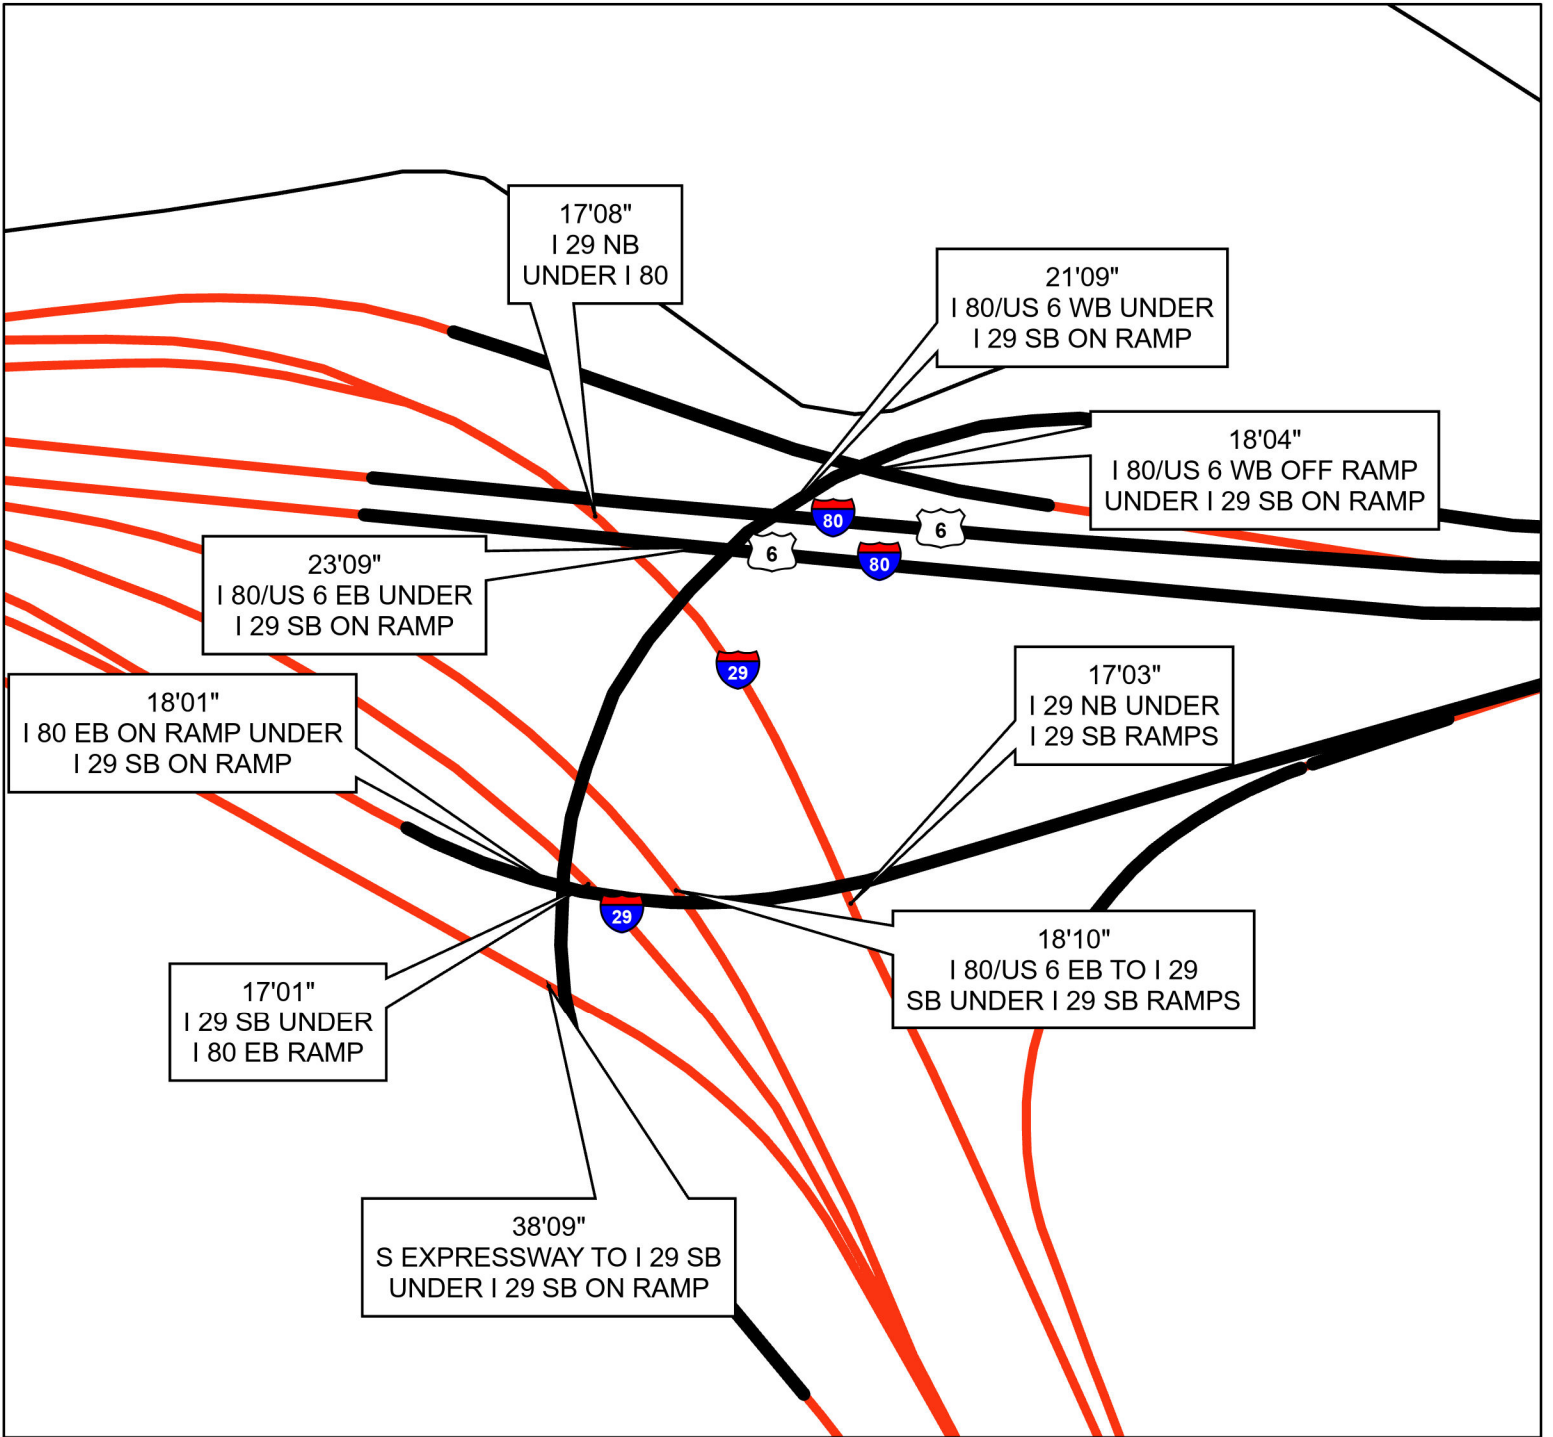 17'08"
I 29 NB
UNDER I 80
21'09"
I 80/US 6 WB UNDER
I 29 SB ON RAMP
18'04"
I 80/US 6 WB OFF RAMP
UNDER I 29 SB ON RAMP
80
6
6
80
23'09"
I 80/US 6 EB UNDER
I 29 SB ON RAMP
29
17'03"
I 29 NB UNDER
I 29 SB RAMPS
18'01"
I 80 EB ON RAMP UNDER
I 29 SB ON RAMP
29
18'10"
I 80/US 6 EB TO I 29
SB UNDER I 29 SB RAMPS
17'01"
I 29 SB UNDER
I 80 EB RAMP
38'09"
S EXPRESSWAY TO I 29 SB
UNDER I 29 SB ON RAMP